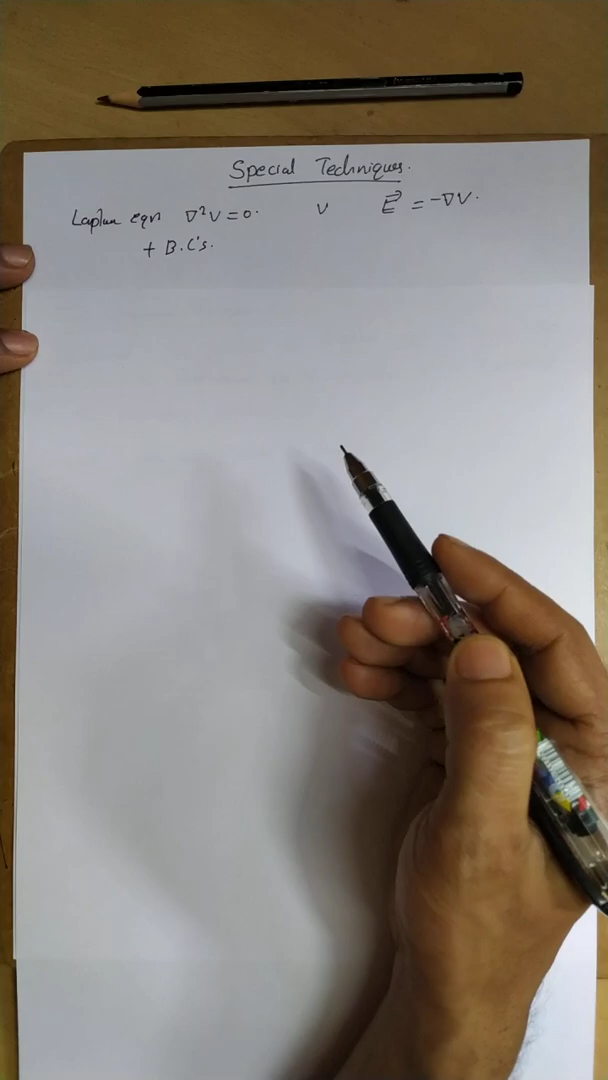 Special Techniques.
Laplace eqn ∇²V = 0. V E⃗ = -∇V.
+ B.C's.